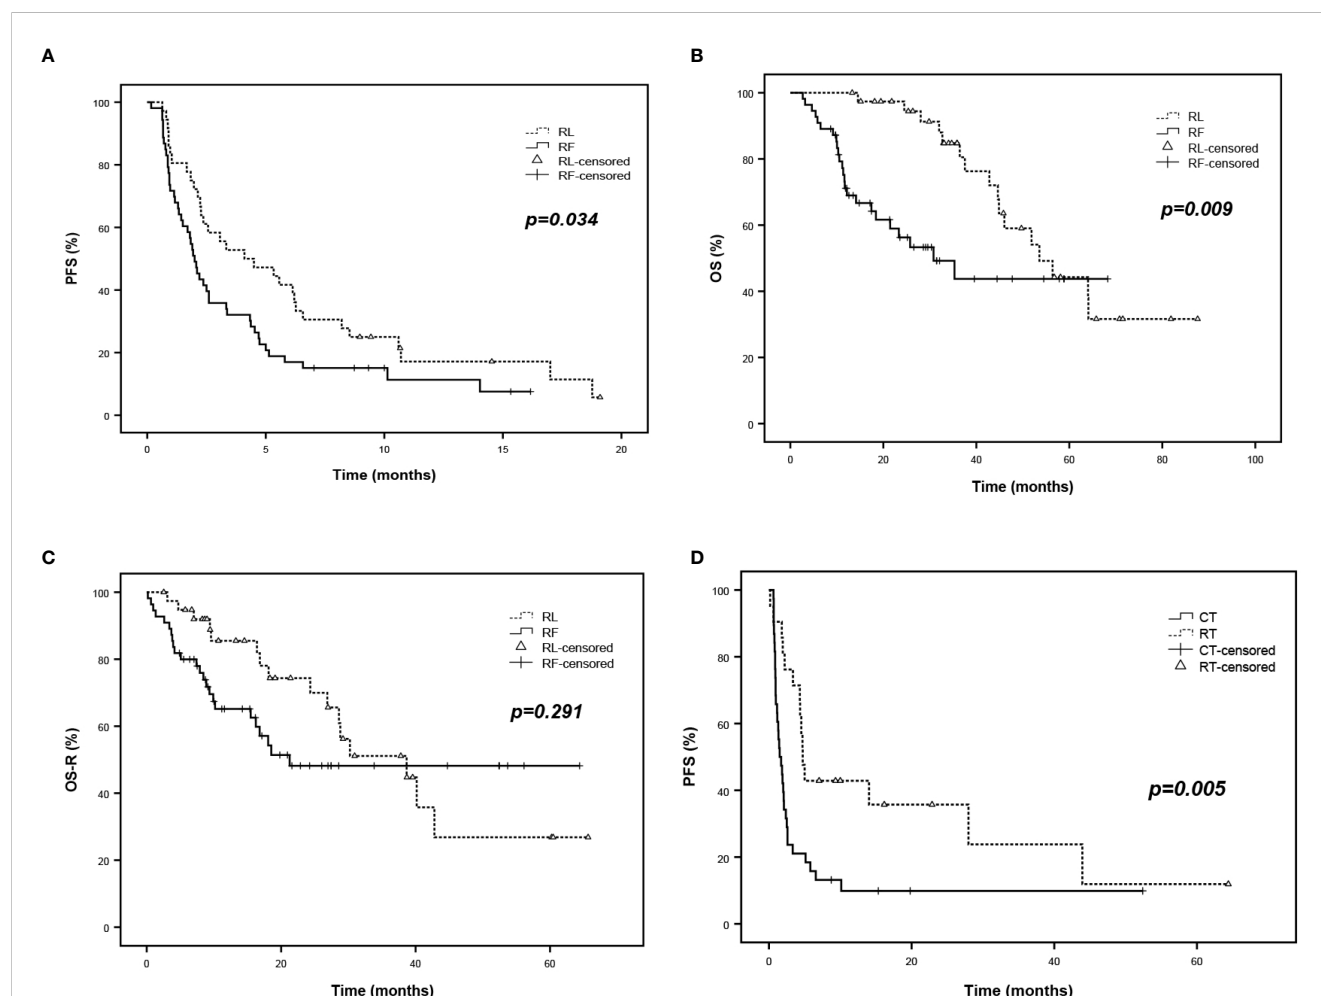 A
PFS (%)
100
80
60
40
20
0
0 5 10 15 20
Time (months)
RL
RF
RL-censored
RF-censored
p=0.034
B
OS (%)
100
80
60
40
20
0
0 20 40 60 80 100
Time (months)
RL
RF
RL-censored
RF-censored
p=0.009
C
OS-R (%)
100
80
60
40
20
0
0 20 40 60
Time (months)
RL
RF
RL-censored
RF-censored
p=0.291
D
PFS (%)
100
80
60
40
20
0
0 20 40 60
Time (months)
CT
RT
CT-censored
RT-censored
p=0.005